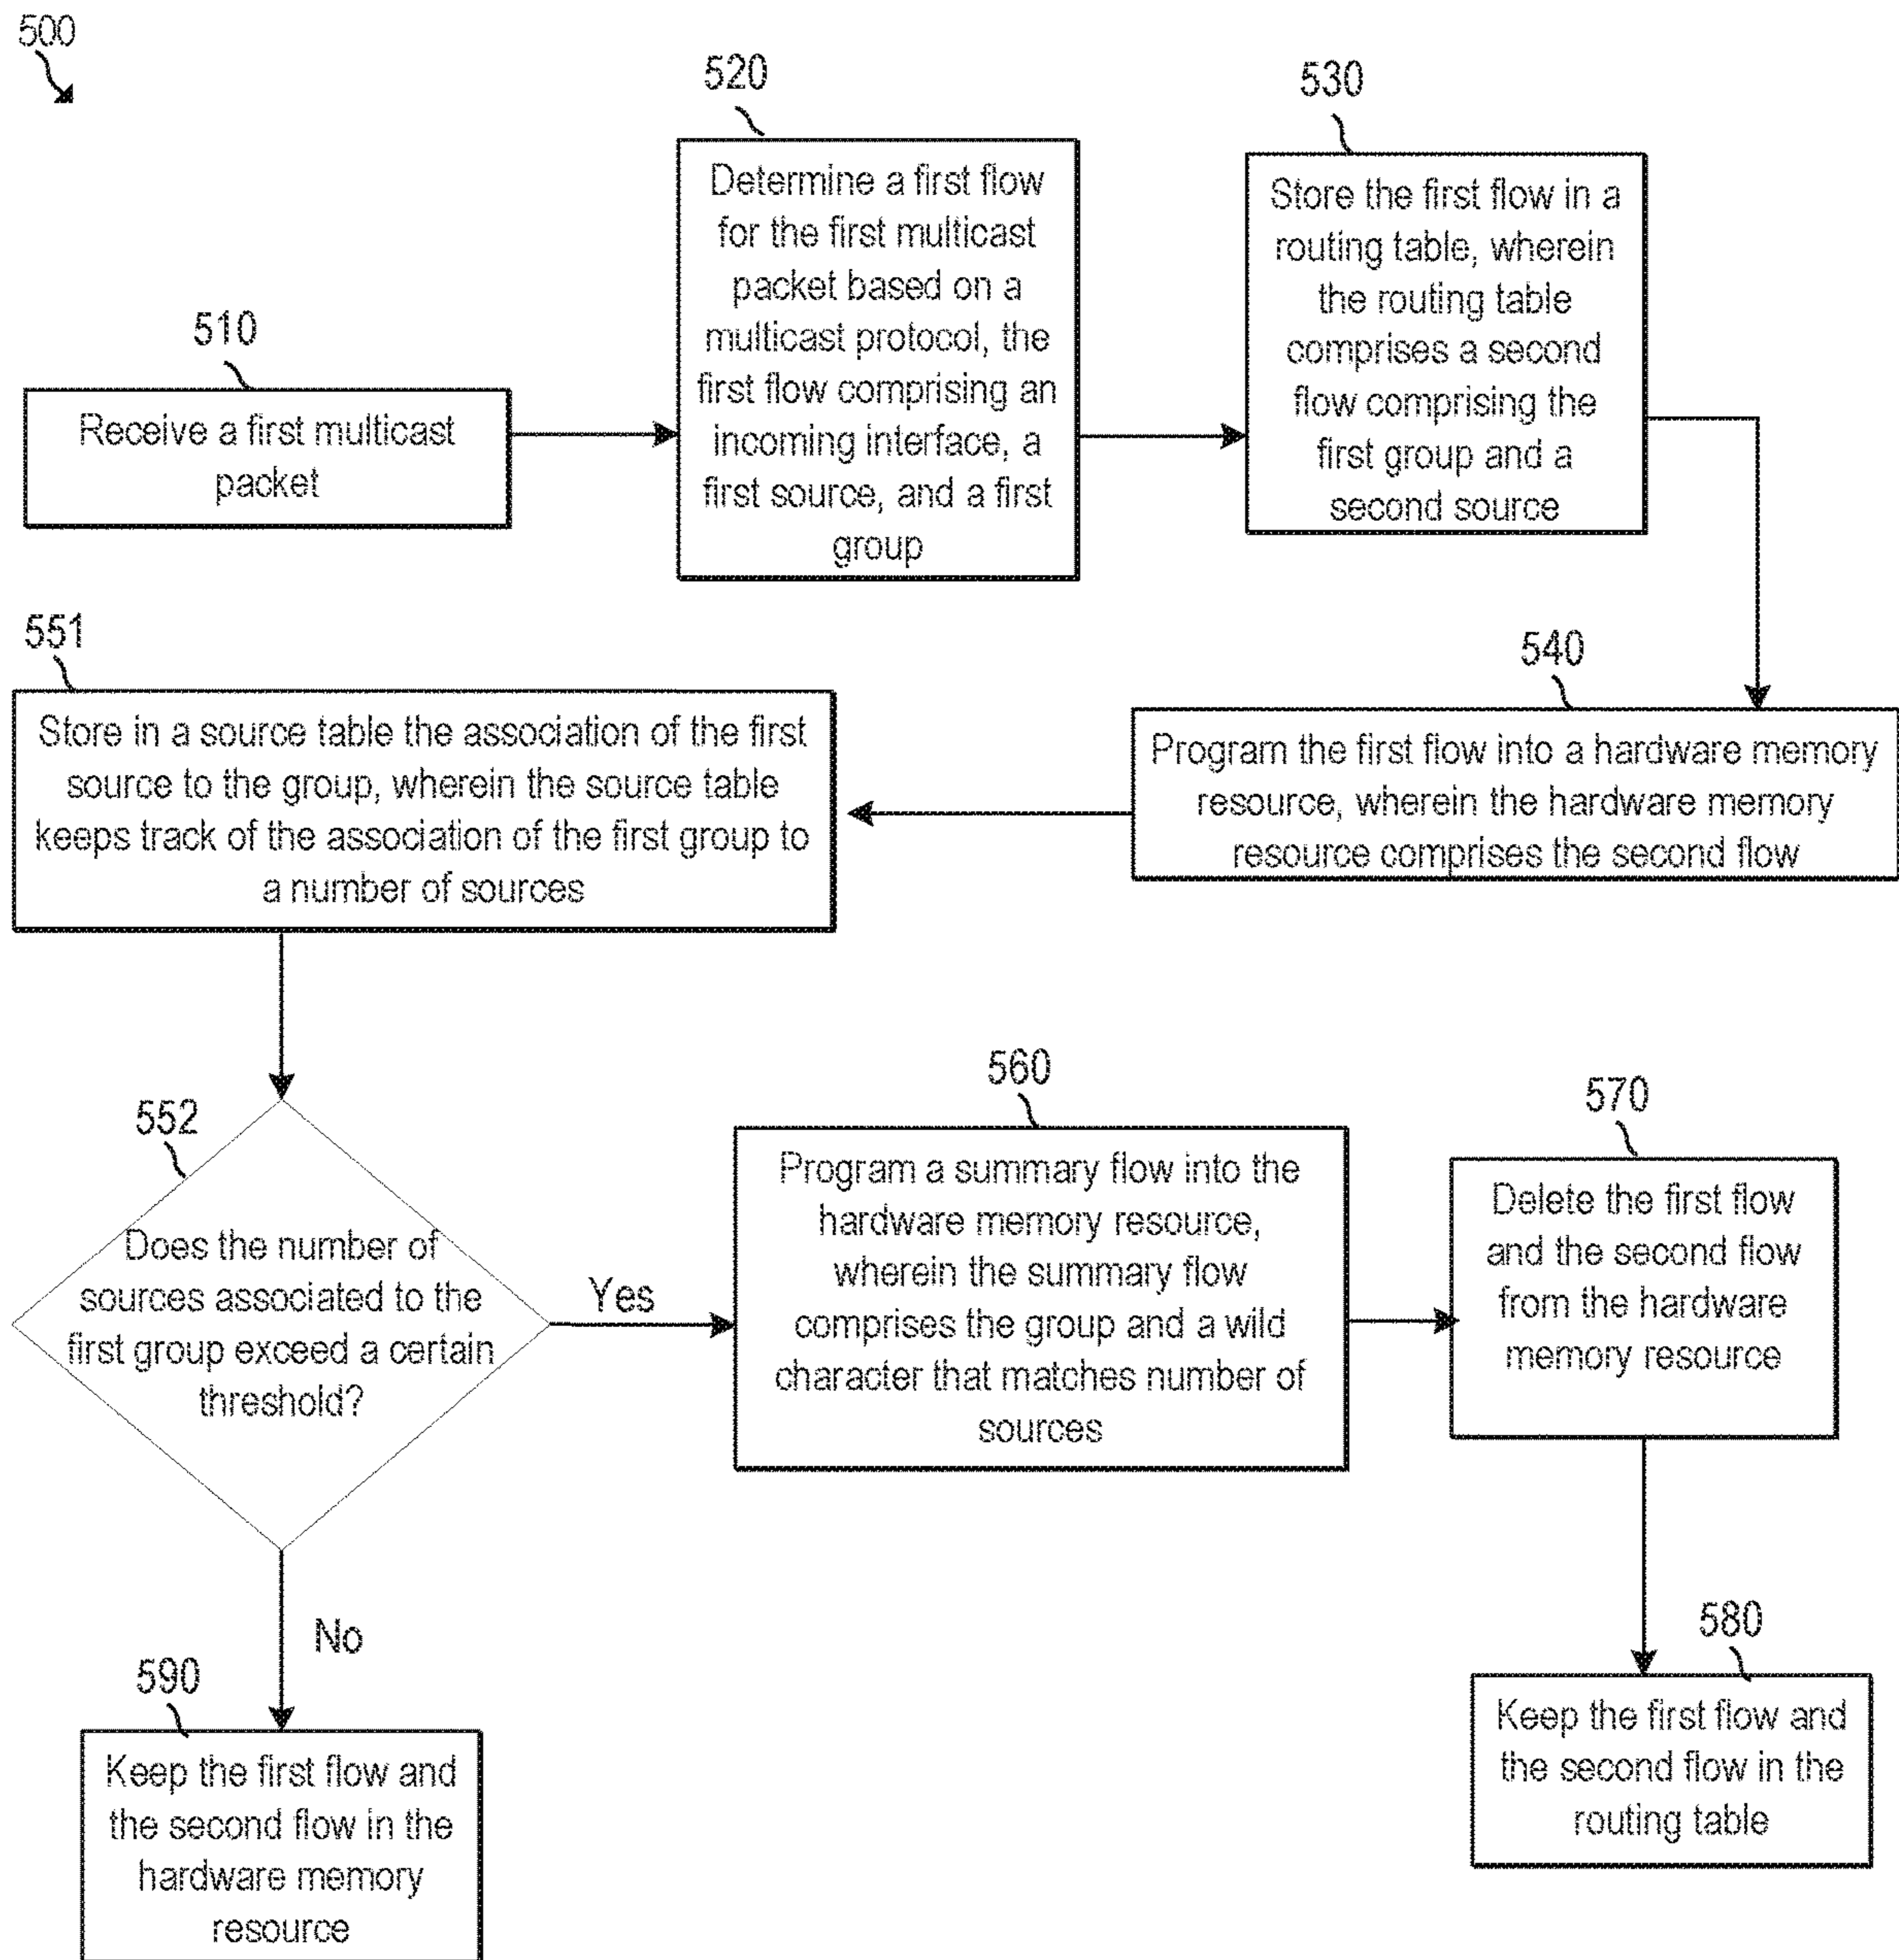 500
510
Receive a first multicast
packet
520
Determine a first flow
for the first multicast
packet based on a
multicast protocol, the
first flow comprising an
incoming interface, a
first source, and a first
group
530
Store the first flow in a
routing table, wherein
the routing table
comprises a second
flow comprising the
first group and a
second source
540
Program the first flow into a hardware memory
resource, wherein the hardware memory
resource comprises the second flow
551
Store in a source table the association of the first
source to the group, wherein the source table
keeps track of the association of the first group to
a number of sources
552
Does the number of
sources associated to the
first group exceed a certain
threshold?
Yes
560
Program a summary flow into the
hardware memory resource,
wherein the summary flow
comprises the group and a wild
character that matches number of
sources
570
Delete the first flow
and the second flow
from the hardware
memory resource
580
Keep the first flow and
the second flow in the
routing table
No
590
Keep the first flow and
the second flow in the
hardware memory
resource